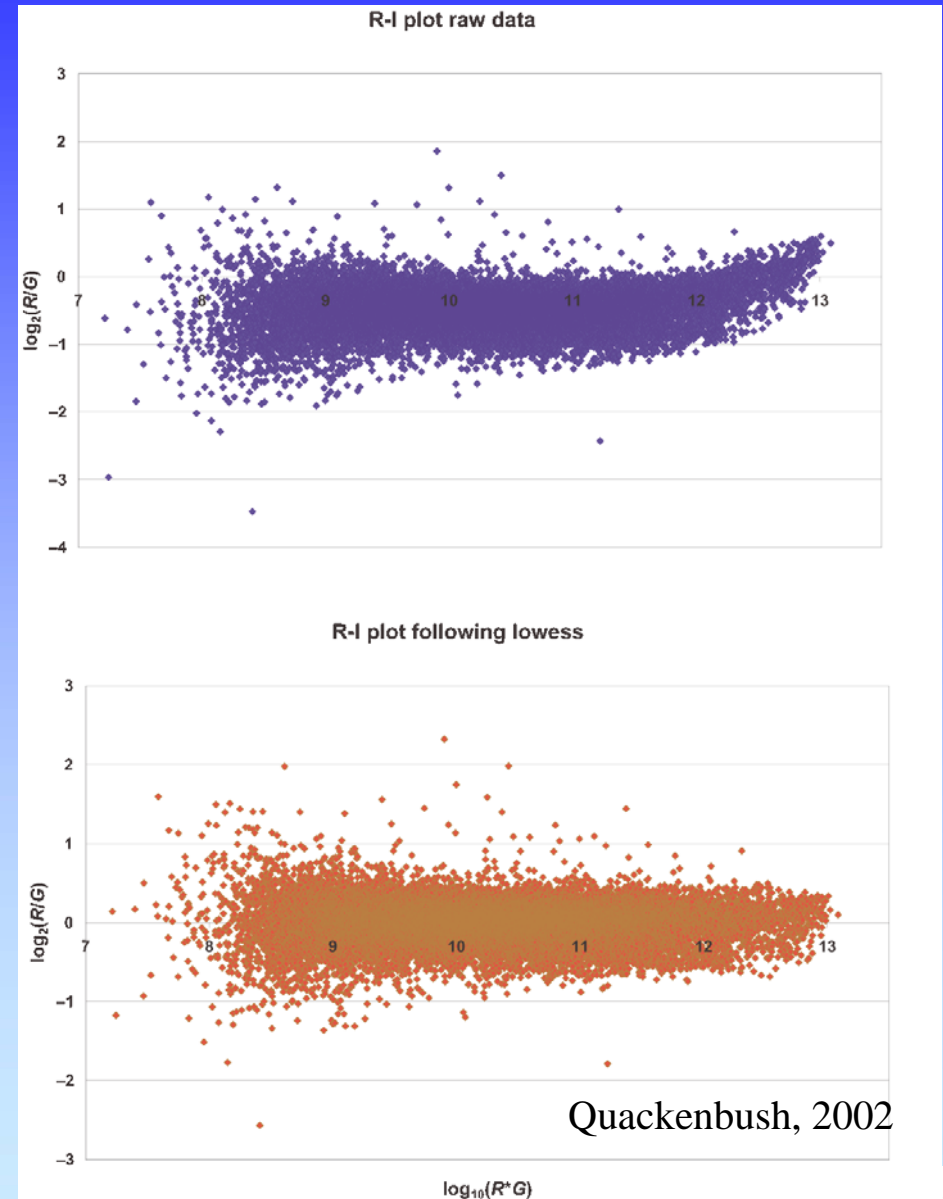 R-I plot raw data
3
2
1
0
7 8 9 10 11 12 13
–1
–2
–3
–4
log₂(R/G)
R-I plot following lowess
3
2
1
0
7 8 9 10 11 12 13
–1
–2
–3
log₂(R/G)
Quackenbush, 2002
log₁₀(R*G)